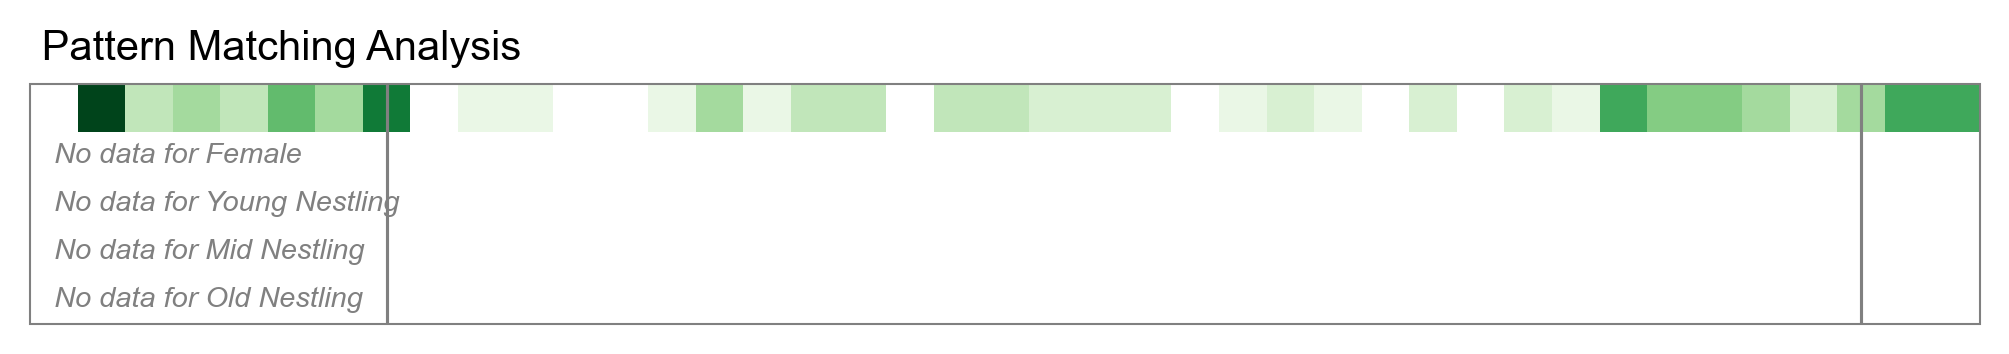 Pattern Matching Analysis
No data for Female
No data for Young Nestling
No data for Mid Nestling
No data for Old Nestling